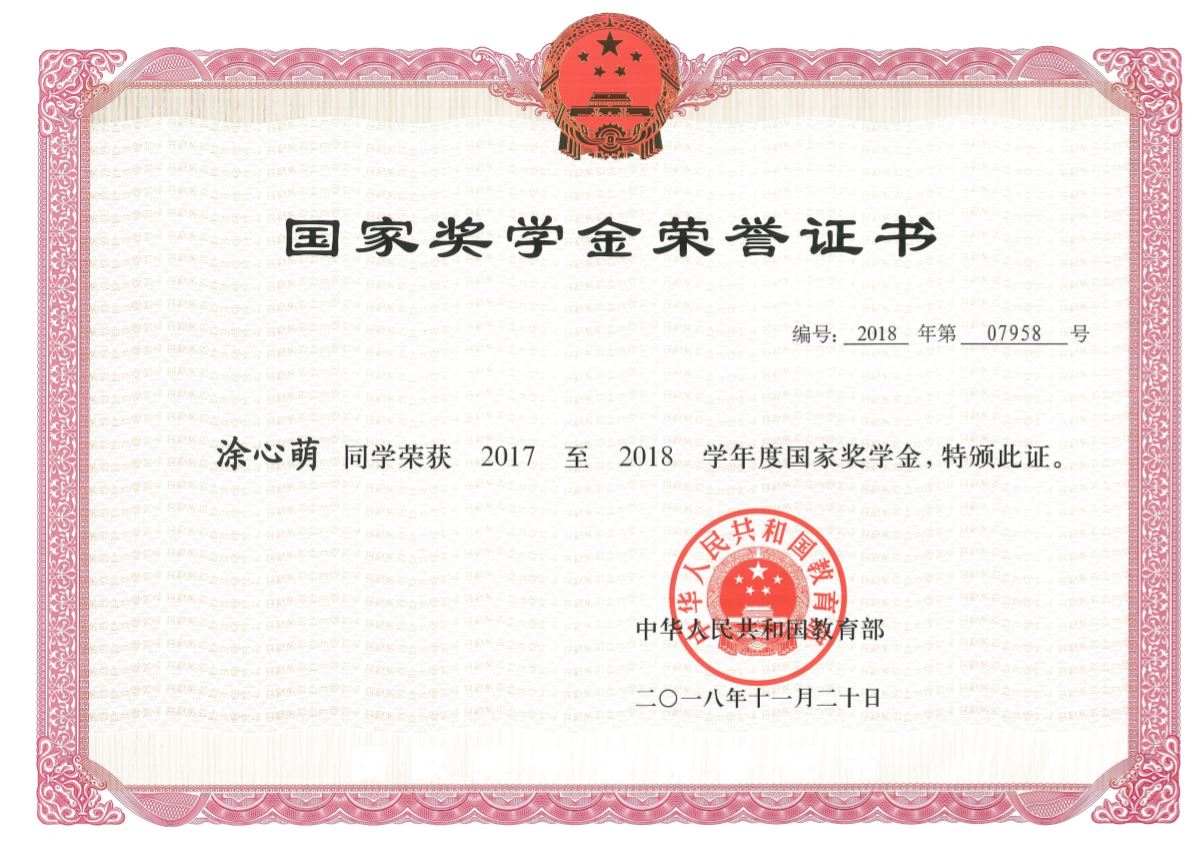 国家奖学金荣誉证书
编号: 2018 年第 07958 号
涂心萌 同学荣获 2017 至 2018 学年度国家奖学金,特颁此证。
中华人民共和国教育部
中华人民共和国教育部
二〇一八年十一月二十日